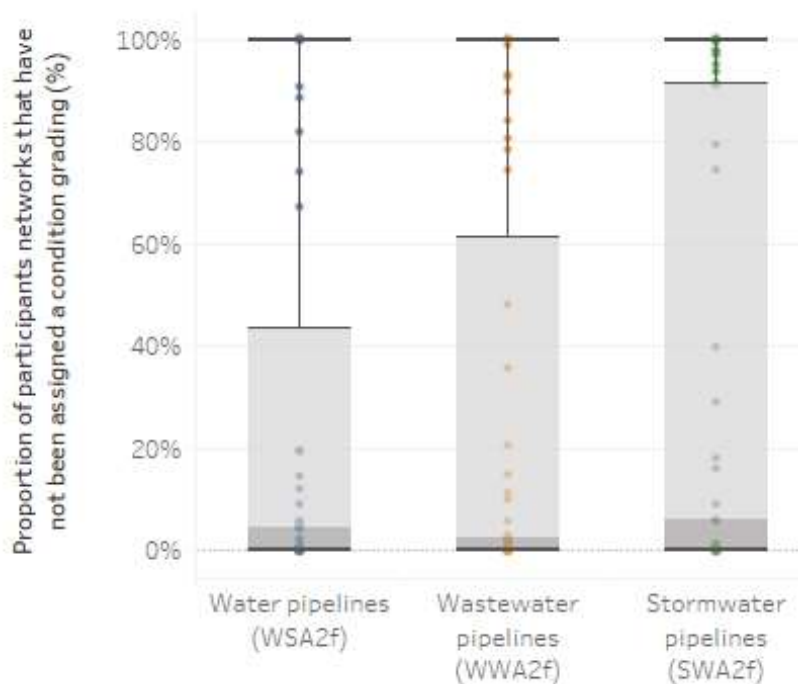 Proportion of participants networks that have
not been assigned a condition grading (%)
100%
80%
60%
40%
20%
0%
Water pipelines
(WSA2f)
Wastewater
pipelines
(WWA2f)
Stormwater
pipelines
(SWA2f)